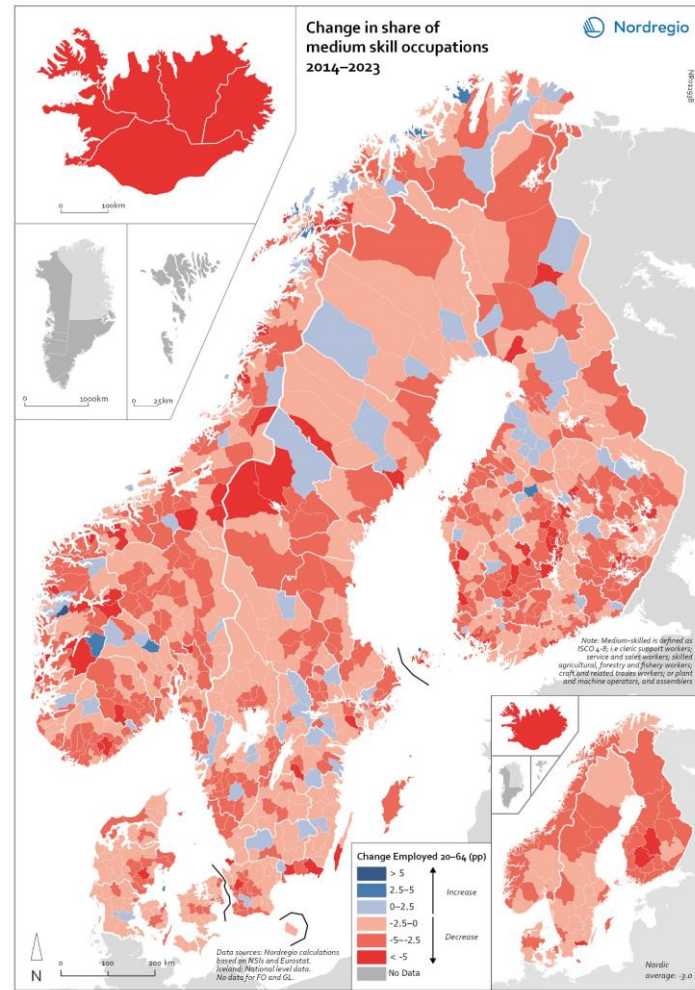 Change in share of
medium skill occupations
2014–2023
Nordregio
NR01193B
0 100km
0 1000km
0 25km
Note: Medium-skilled is defined as
ISCO 4-8; i.e cleric support workers;
service and sales workers; skilled
agricultural, forestry and fishery workers;
craft and related trades workers; or plant
and machine operators, and assemblers
Change Employed 20–64 (pp)
> 5
2.5–5
0–2.5
-2.5–0
-5–-2.5
< -5
No Data
Increase
Decrease
Data sources: Nordregio calculations
based on NSIs and Eurostat.
Iceland: National level data.
No data for FO and GL.
N
0 100 200 km
Nordic
average: -3.0